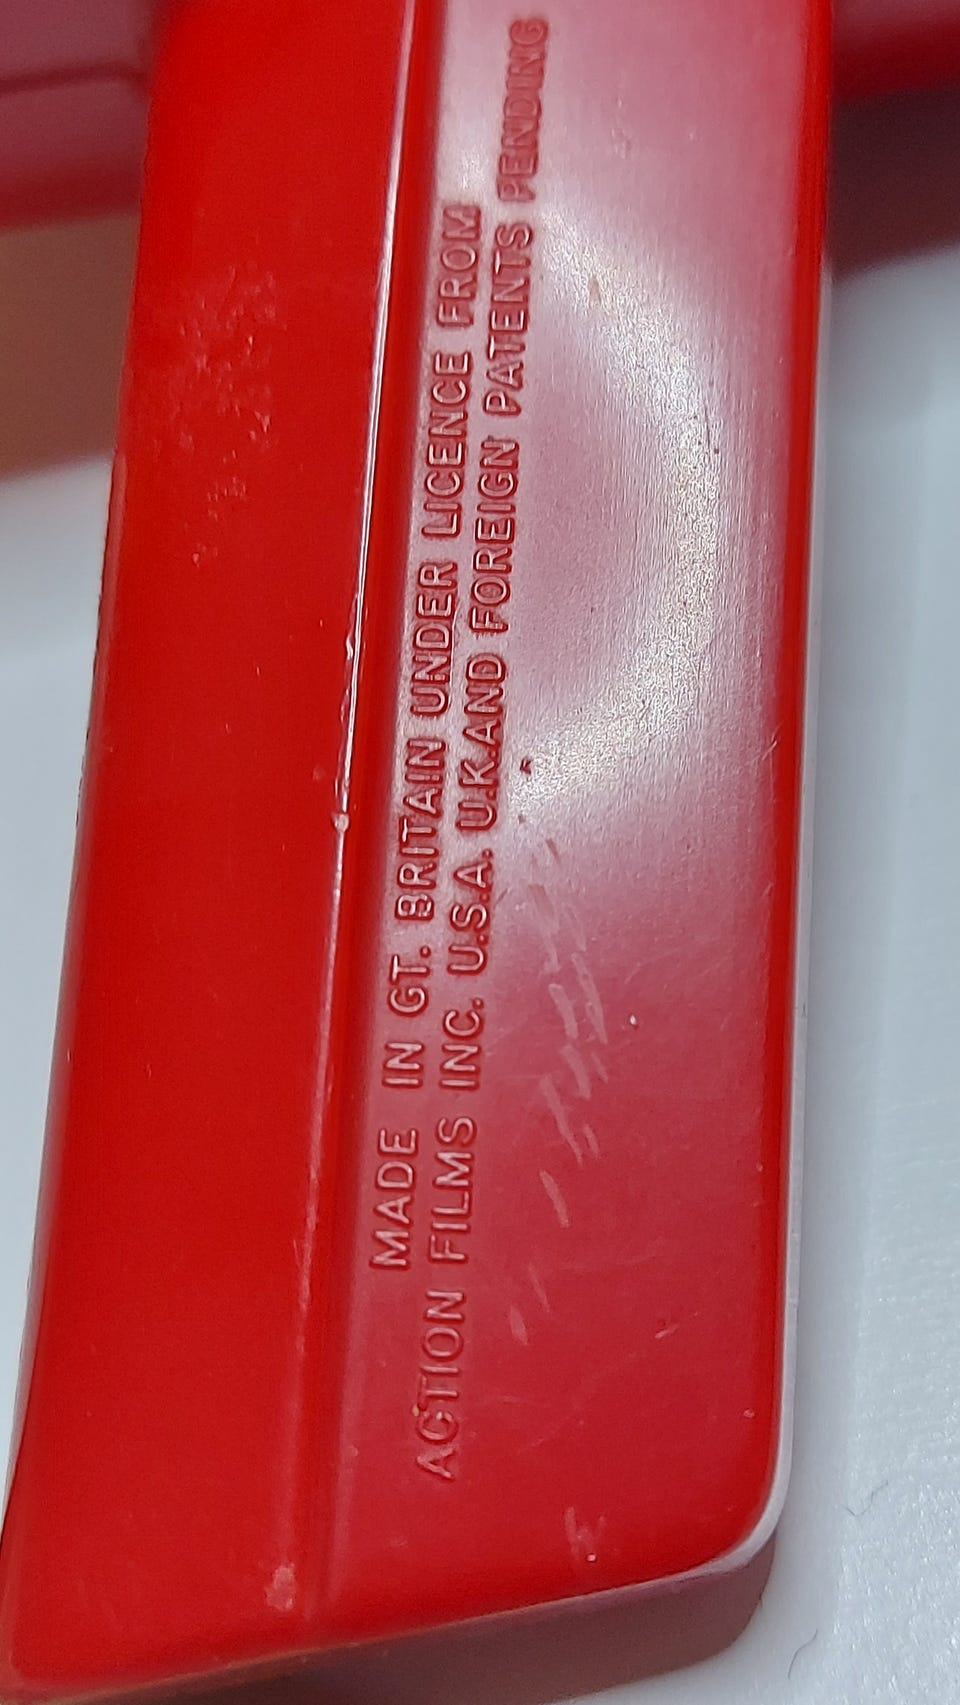 MADE IN GT. BRITAIN UNDER LICENCE FROM
ACTION FILMS INC. U.S.A. U.K.AND FOREIGN PATENTS PENDING